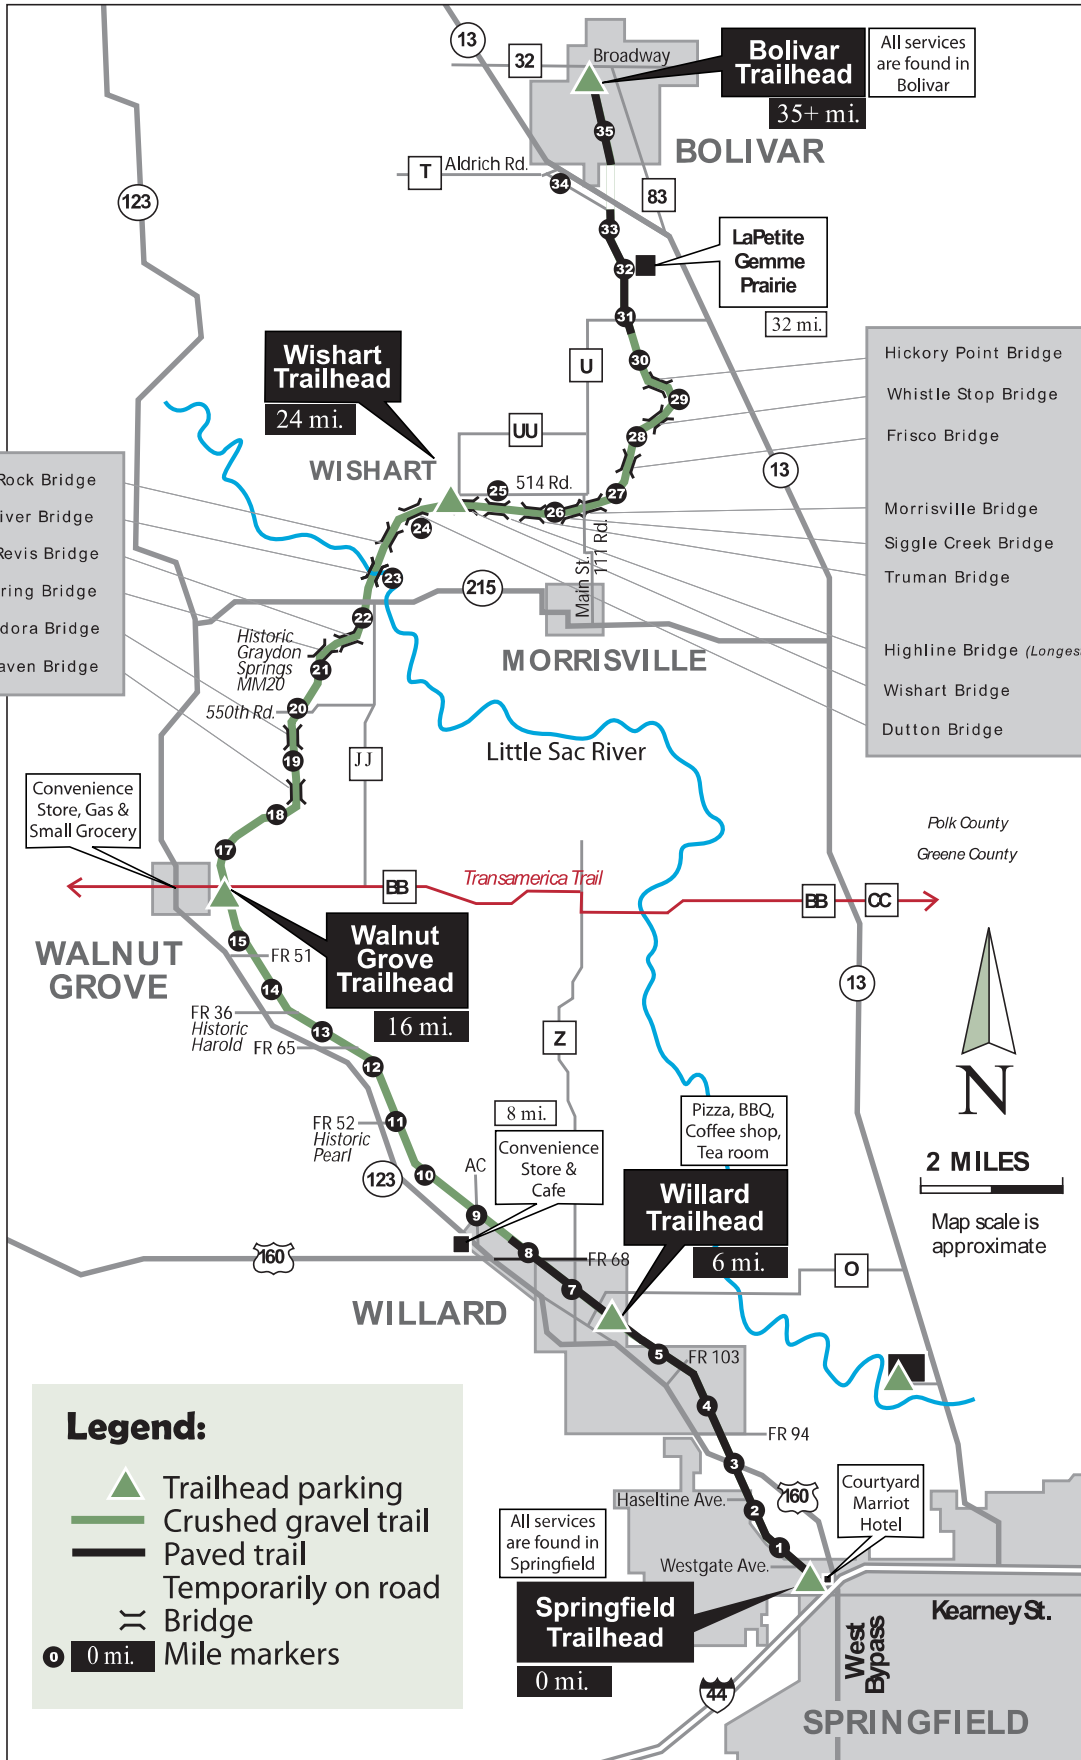 13
32
Broadway
Bolivar
Trailhead
35+ mi.
All services
are found in
Bolivar
35
BOLIVAR
T
Aldrich Rd.
34
123
83
33
LaPetite
Gemme
Prairie
32
32 mi.
31
Wishart
Trailhead
24 mi.
30
U
29
Hickory Point Bridge
Whistle Stop Bridge
Frisco Bridge
UU
28
WISHART
13
Rock Bridge
iver Bridge
Revis Bridge
ring Bridge
dora Bridge
aven Bridge
514 Rd.
25
27
26
24
Morrisville Bridge
Siggle Creek Bridge
Truman Bridge
Main St.
111 Rd.
23
215
22
Historic
Graydon
Springs
MM20
21
MORRISVILLE
Highline Bridge (Longes
Wishart Bridge
Dutton Bridge
550th Rd.
20
19
JJ
Little Sac River
Convenience
Store, Gas &
Small Grocery
18
17
Polk County
Greene County
BB
Transamerica Trail
BB
CC
WALNUT
GROVE
Walnut
Grove
Trailhead
16 mi.
15
FR 51
14
13
FR 36
Historic
Harold
13
FR 65
12
Z
N
FR 52
Historic
Pearl
11
8 mi.
Convenience
Store &
Cafe
Pizza, BBQ,
Coffee shop,
Tea room
2 MILES
Map scale is
approximate
123
10
AC
9
Willard
Trailhead
6 mi.
160
8
FR 68
O
7
WILLARD
5
FR 103
4
FR 94
3
160
Haseltine Ave.
2
Courtyard
Marriot
Hotel
All services
are found in
Springfield
1
Westgate Ave.
Springfield
Trailhead
0 mi.
Kearney St.
West
Bypass
44
SPRINGFIELD
Legend:
Trailhead parking
Crushed gravel trail
Paved trail
Temporarily on road
Bridge
0 0 mi. Mile markers